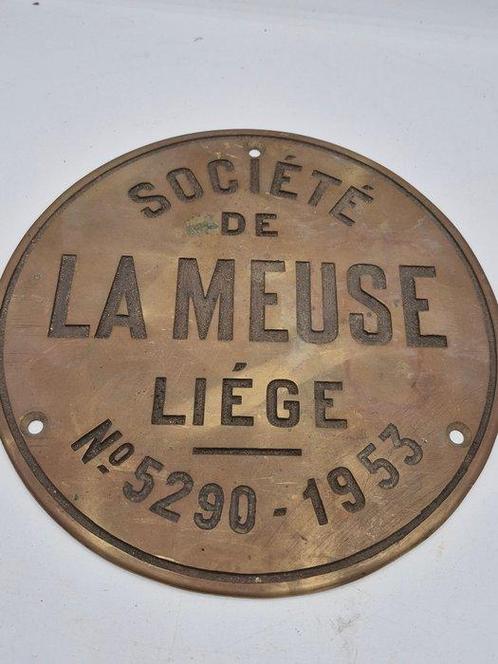 SOCIÉTÉ
DE
LA MEUSE
LIÉGE
No. 5290 - 1953